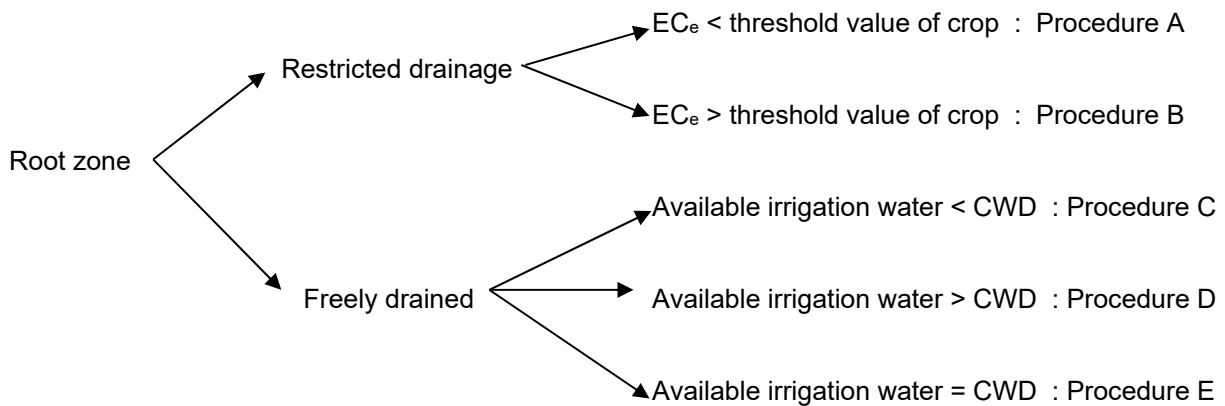 ECe < threshold value of crop : Procedure A
Restricted drainage
ECe > threshold value of crop : Procedure B
Root zone
Available irrigation water < CWD : Procedure C
Freely drained
Available irrigation water > CWD : Procedure D
Available irrigation water = CWD : Procedure E